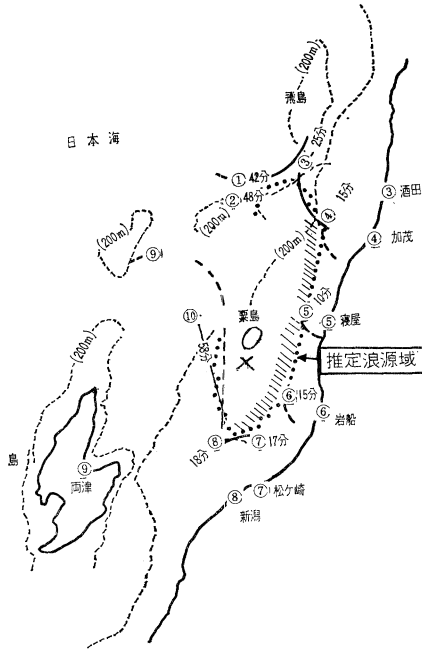 (200m)
飛島
日本海
③
25分
① 42分
② 48分
(200m)
15分
③ 酒田
④
(200m)
④ 加茂
(200m)
⑨
10分
⑩
粟島
⑤
⑤ 寝屋
58分
推定浪源域
(200m)
⑥ 15分
⑥ 岩船
⑧
⑦ 17分
18分
島
⑨
両津
⑧ ⑦ 松ケ崎
新潟